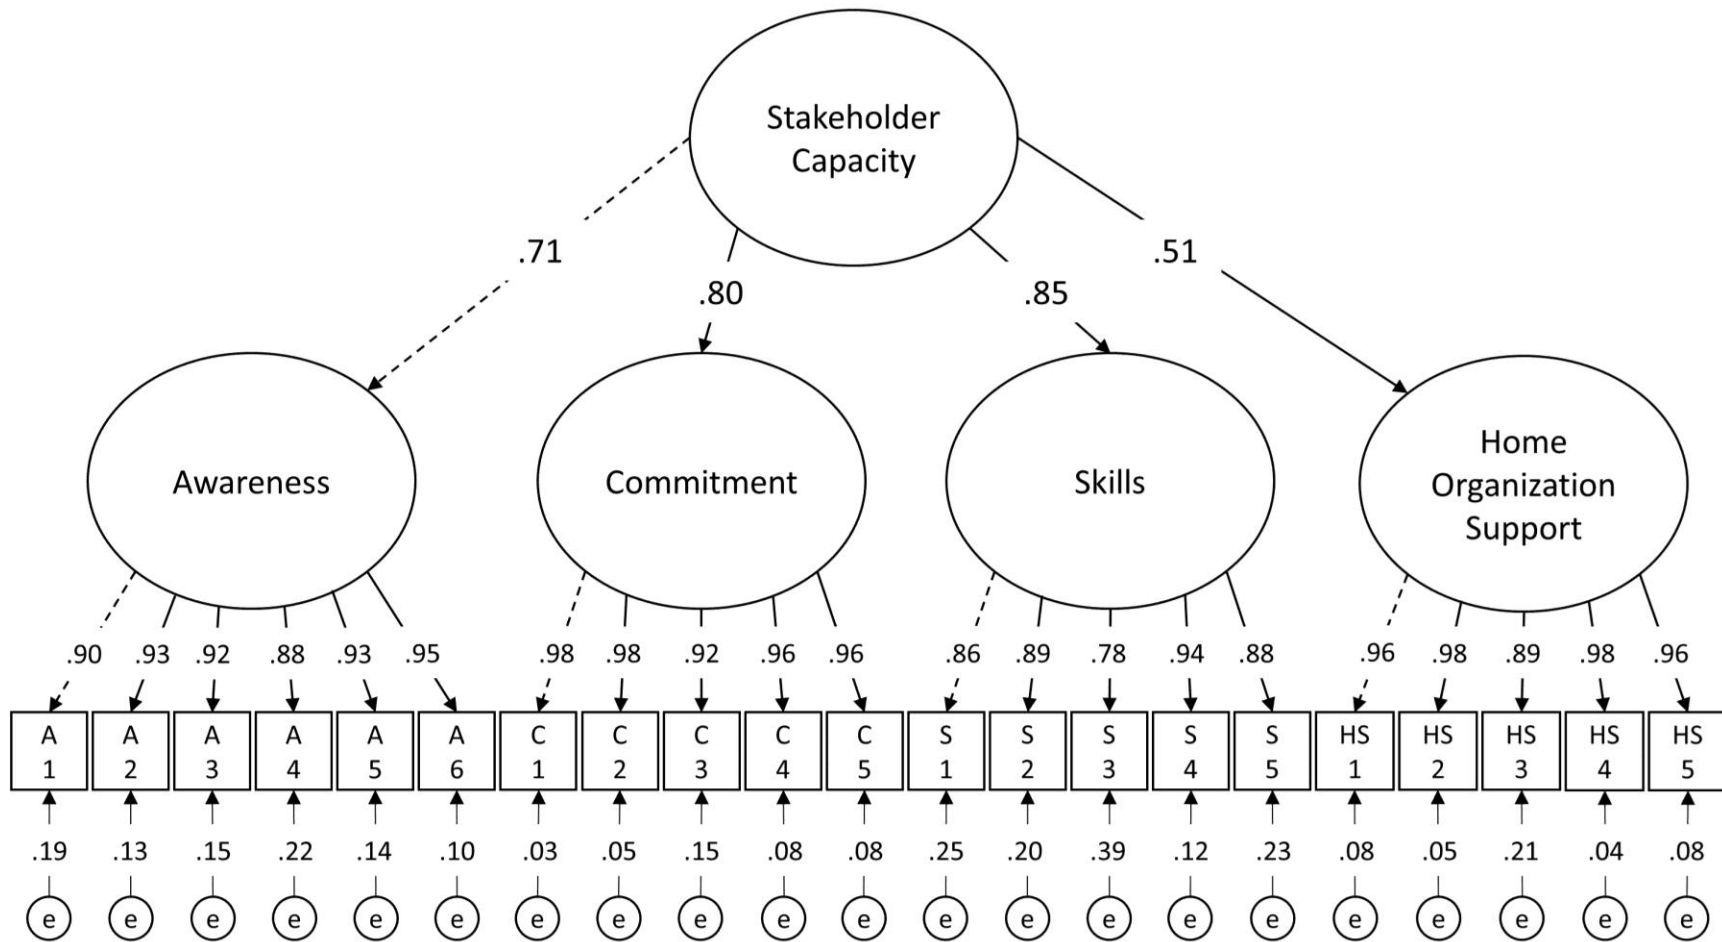 Stakeholder
Capacity
.71
.80
.85
.51
Awareness
Commitment
Skills
Home
Organization
Support
.90 .93 .92 .88 .93 .95 .98 .98 .92 .96 .96 .86 .89 .78 .94 .88 .96 .98 .89 .98 .96
A A A A A A C C C C C S S S S S HS HS HS HS HS
1 2 3 4 5 6 1 2 3 4 5 1 2 3 4 5 1 2 3 4 5
.19 .13 .15 .22 .14 .10 .03 .05 .15 .08 .08 .25 .20 .39 .12 .23 .08 .05 .21 .04 .08
e e e e e e e e e e e e e e e e e e e e e